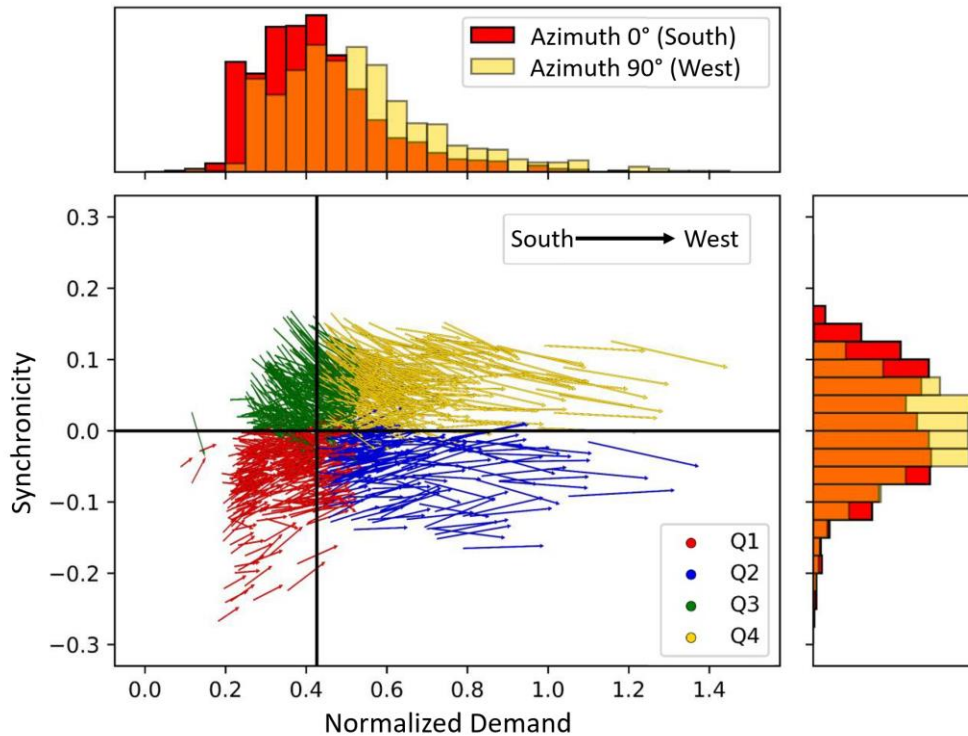 Azimuth 0° (South)
Azimuth 90° (West)
0.3
0.2
0.1
0.0
−0.1
−0.2
−0.3
Synchronicity
South West
Q1
Q2
Q3
Q4
0.0 0.2 0.4 0.6 0.8 1.0 1.2 1.4
Normalized Demand